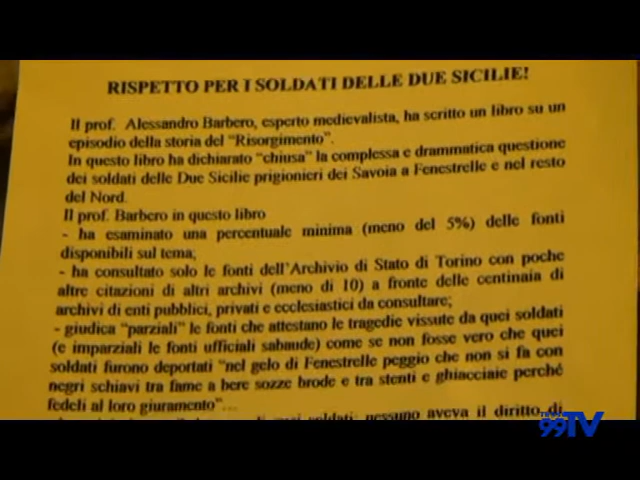 RISPETTO PER I SOLDATI DELLE DUE SICILIE!
Il prof. Alessandro Barbero, esperto medievalista, ha scritto un libro su un
episodio della storia del “Risorgimento”.
In questo libro ha dichiarato “chiusa” la complessa e drammatica questione
dei soldati delle Due Sicilie prigionieri dei Savoia a Fenestrelle e nel resto
del Nord.
Il prof. Barbero in questo libro
- ha esaminato una percentuale minima (meno del 5%) delle fonti
disponibili sul tema;
- ha consultato solo le fonti dell’Archivio di Stato di Torino con poche
altre citazioni di altri archivi (meno di 10) a fronte delle centinaia di
archivi di enti pubblici, privati e ecclesiastici da consultare;
- giudica “parziali” le fonti che attestano le tragedie vissute da quei soldati
(e imparziali le fonti ufficiali sabaude) come se non fosse vero che quei
soldati furono deportati “nel gelo di Fenestrelle peggio che non si fa con
negri schiavi tra fame a bere sozze brode e tra stenti e ghiacciaie perché
fedeli al loro giuramento”...
quei soldati: nessuno aveva il diritto di
99TV